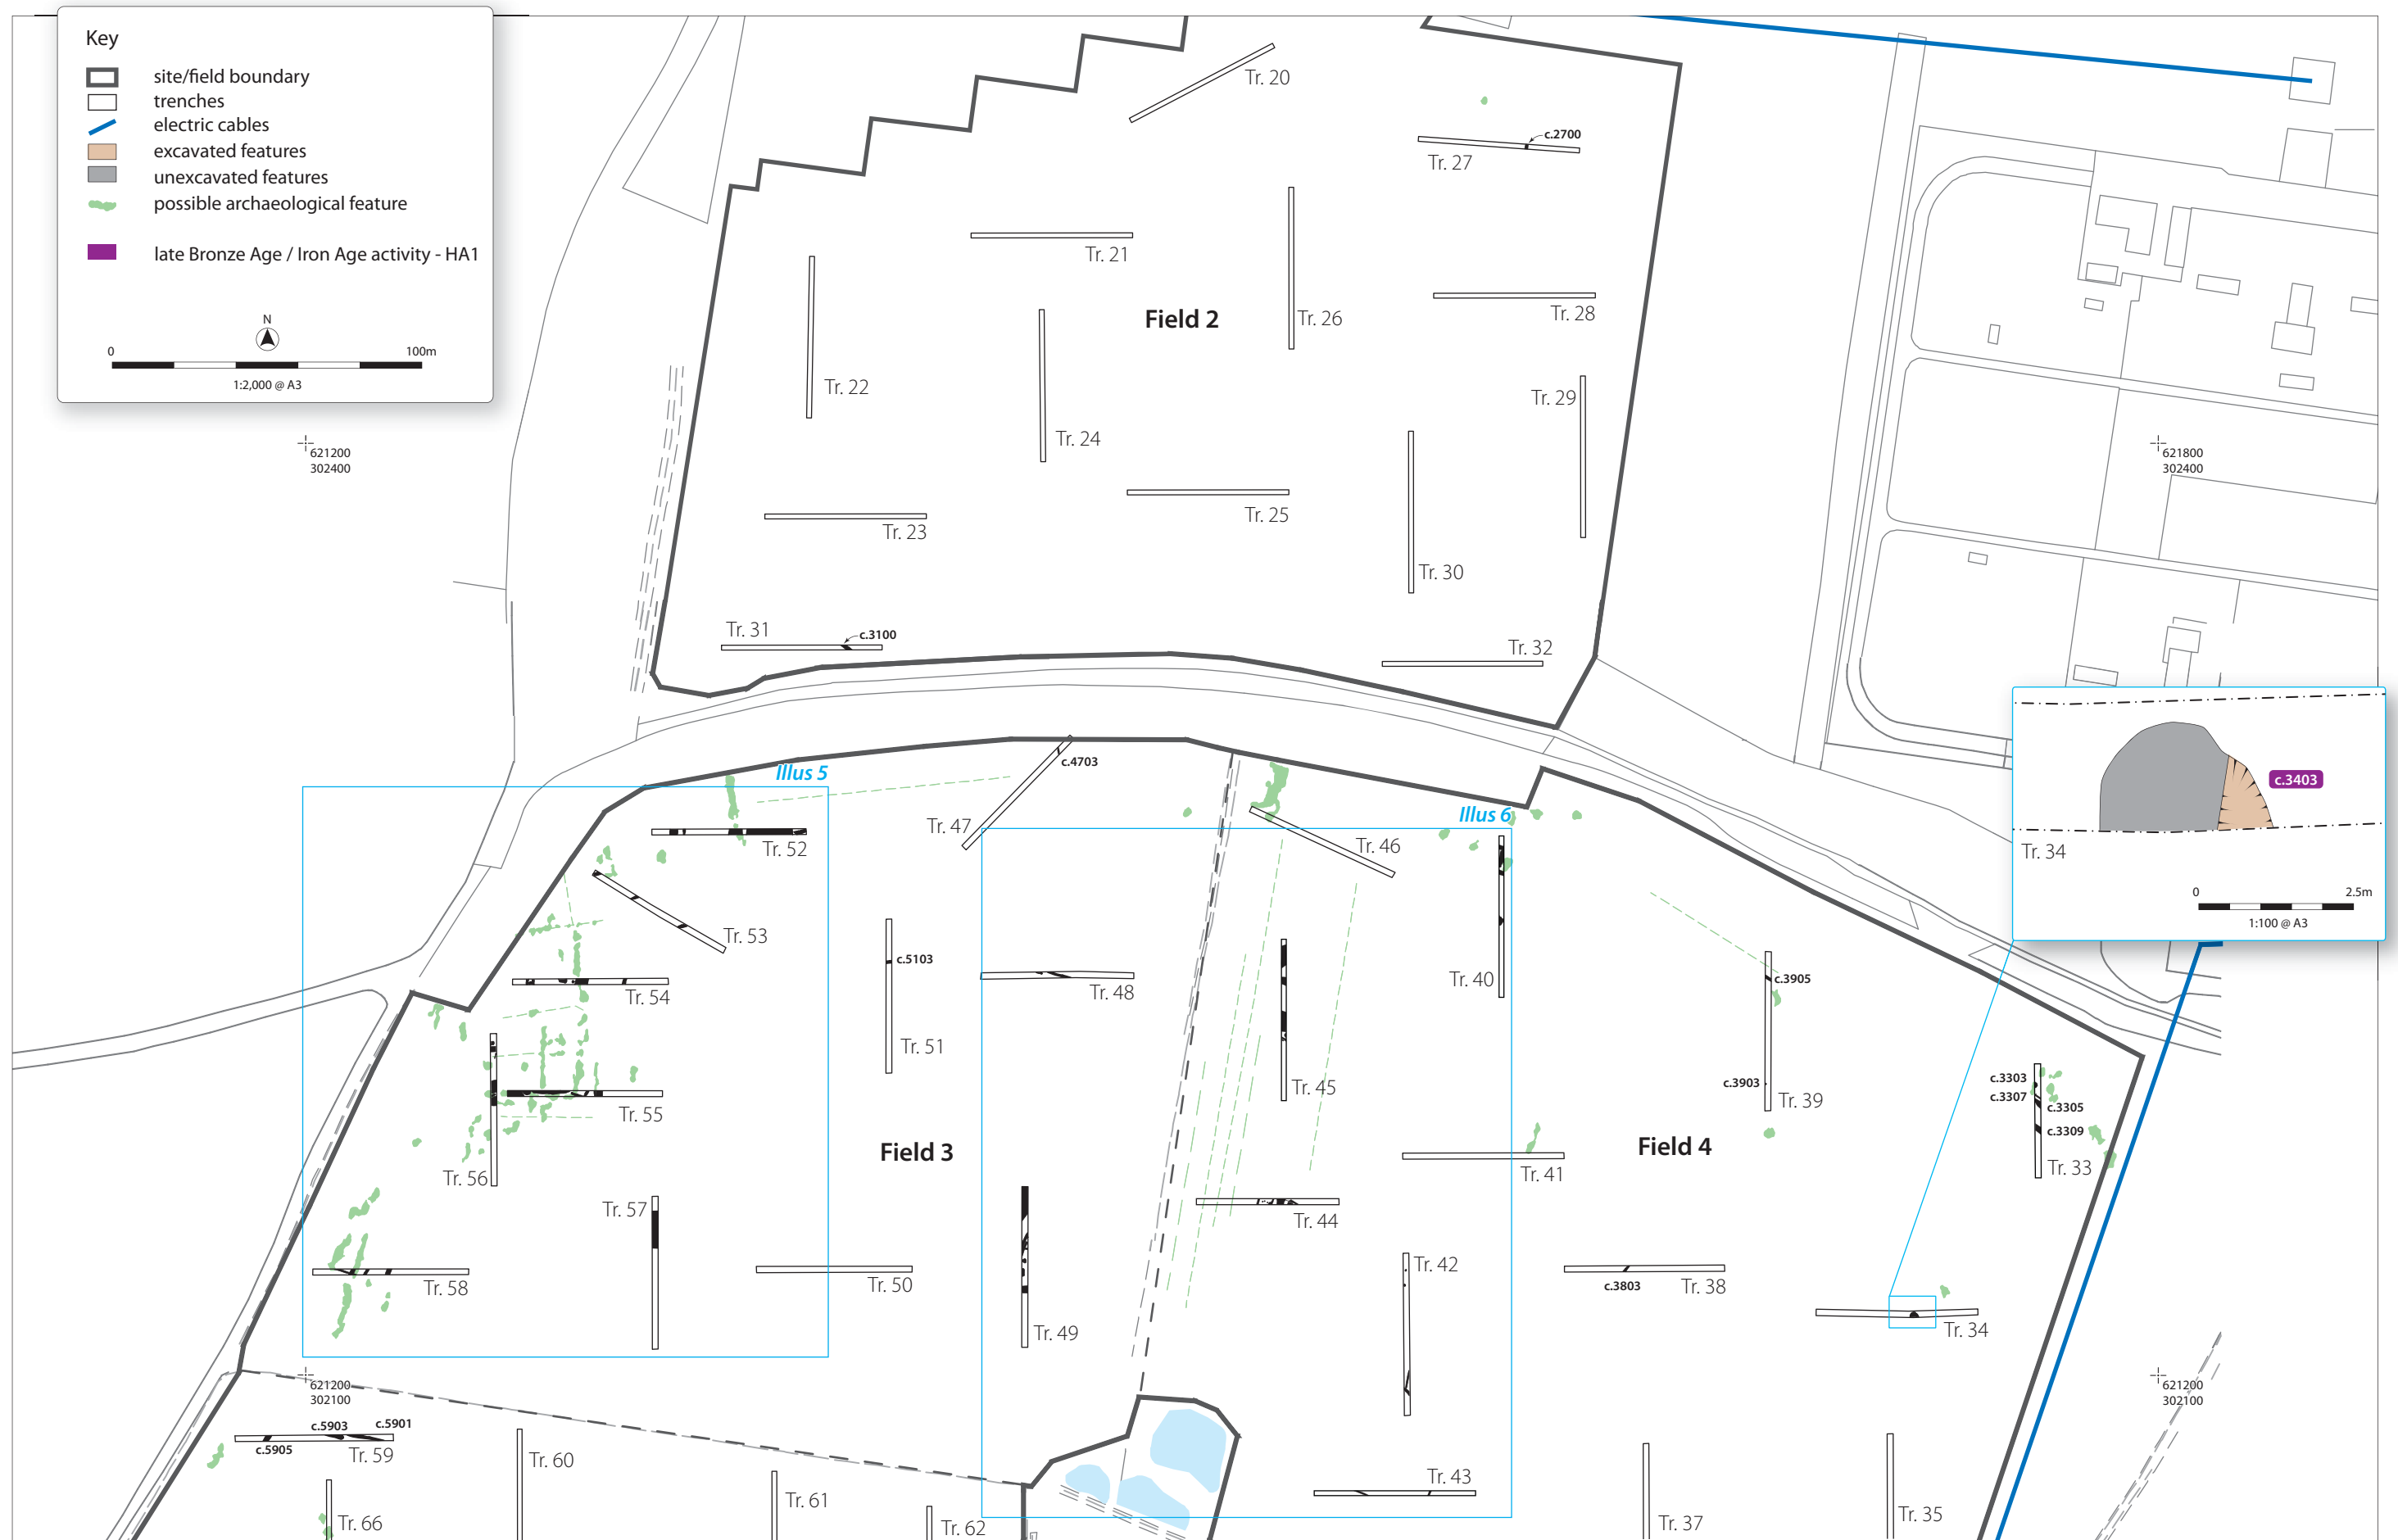 Key
site/field boundary
trenches
electric cables
excavated features
unexcavated features
possible archaeological feature
late Bronze Age / Iron Age activity - HA1
N
0 100m
1:2,000 @ A3
Tr. 20
c.2700
Tr. 27
Tr. 21
Field 2
Tr. 26
Tr. 28
Tr. 22
Tr. 29
Tr. 24
621200
302400
621800
302400
Tr. 25
Tr. 23
Tr. 30
Tr. 31
c.3100
Tr. 32
c.4703
Illus 5
c.3403
Illus 6
Tr. 47
Tr. 52
Tr. 46
Tr. 34
0 2.5m
1:100 @ A3
Tr. 53
c.5103
Tr. 40
c.3905
Tr. 54
Tr. 48
Tr. 51
Tr. 45
c.3903
Tr. 39
c.3303
c.3307
c.3305
c.3309
Tr. 55
Field 3
Field 4
Tr. 56
Tr. 41
Tr. 33
Tr. 57
Tr. 44
Tr. 42
Tr. 58
Tr. 50
c.3803
Tr. 38
Tr. 49
Tr. 34
621200
302100
621200
302100
c.5903
c.5901
c.5905
Tr. 59
Tr. 60
Tr. 43
Tr. 61
Tr. 66
Tr. 62
Tr. 37
Tr. 35